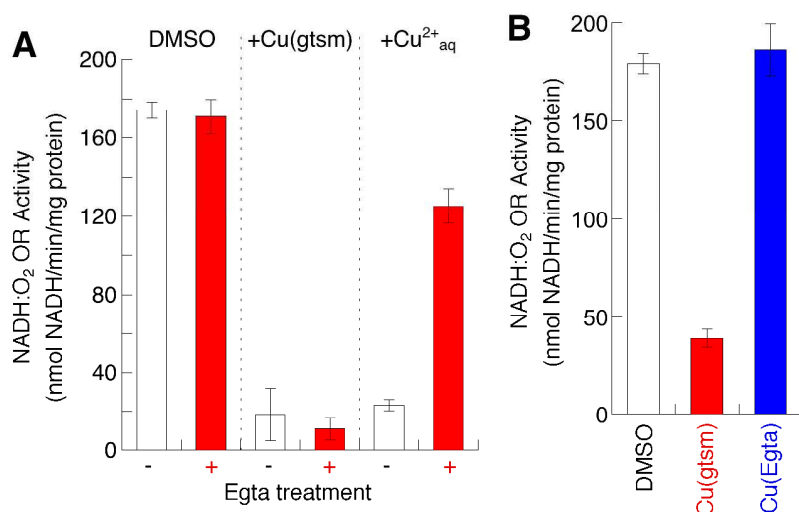 A
DMSO
+Cu(gtsm)
+Cu²⁺aq
NADH:O₂ OR Activity
(nmol NADH/min/mg protein)
200
160
120
80
40
0
-
+
-
+
-
+
Egta treatment
B
NADH:O₂ OR Activity
(nmol NADH/min/mg protein)
200
150
100
50
0
DMSO
Cu(gtsm)
Cu(Egta)